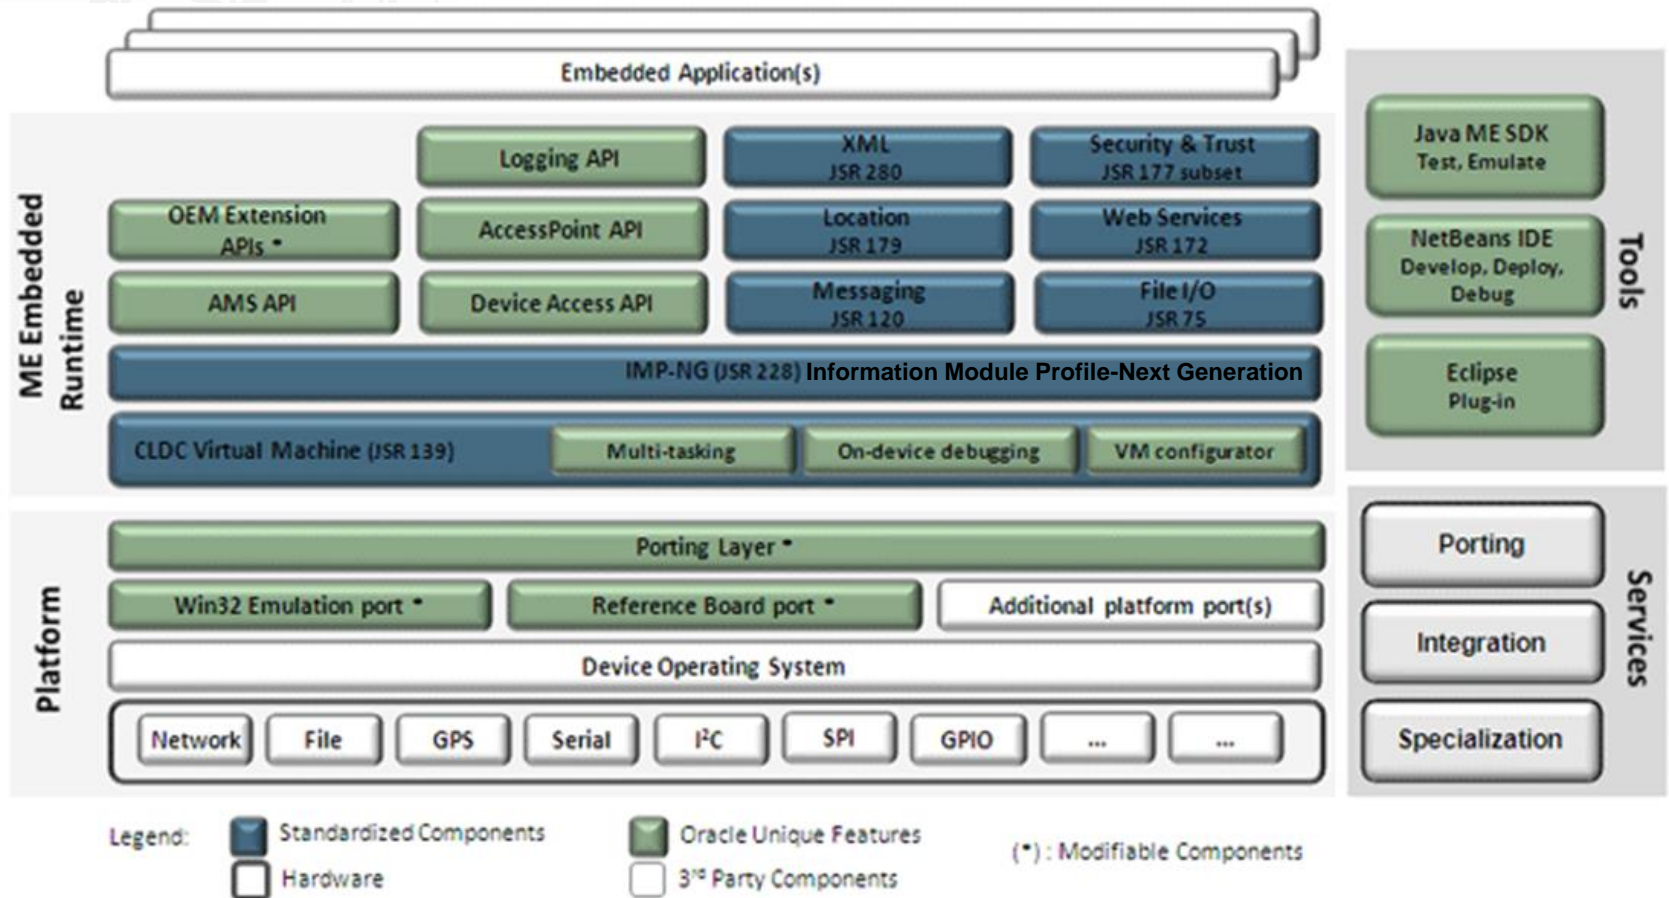 Embedded Application(s)
ME Embedded
Runtime
Logging API
XML
JSR 280
Security & Trust
JSR 177 subset
OEM Extension
APIs *
AccessPoint API
Location
JSR 179
Web Services
JSR 172
AMS API
Device Access API
Messaging
JSR 120
File I/O
JSR 75
IMP-NG (JSR 228) Information Module Profile-Next Generation
CLDC Virtual Machine (JSR 139)
Multi-tasking
On-device debugging
VM configurator
Platform
Porting Layer *
Win32 Emulation port *
Reference Board port *
Additional platform port(s)
Device Operating System
Network
File
GPS
Serial
I²C
SPI
GPIO
...
...
Tools
Java ME SDK
Test, Emulate
NetBeans IDE
Develop, Deploy,
Debug
Eclipse
Plug-in
Services
Porting
Integration
Specialization
Legend:
Standardized Components
Oracle Unique Features
(*) : Modifiable Components
Hardware
3rd Party Components